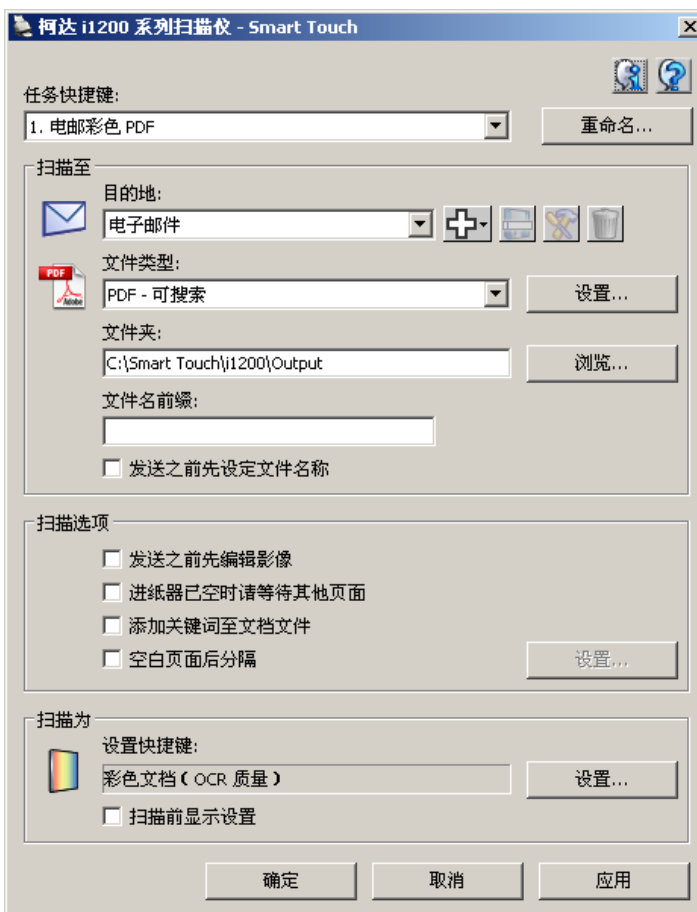 柯达 i1200 系列扫描仪 - Smart Touch
任务快捷键:
1. 电邮彩色 PDF
重命名...
扫描至
目的地:
电子邮件
文件类型:
PDF
Adobe
PDF - 可搜索
设置...
文件夹:
C:\Smart Touch\i1200\Output
浏览...
文件名前缀:
发送之前先设定文件名称
扫描选项
发送之前先编辑影像
进纸器已空时请等待其他页面
添加关键词至文档文件
空白页面后分隔
设置...
扫描为
设置快捷键:
彩色文档 ( OCR 质量 )
设置...
扫描前显示设置
确定
取消
应用